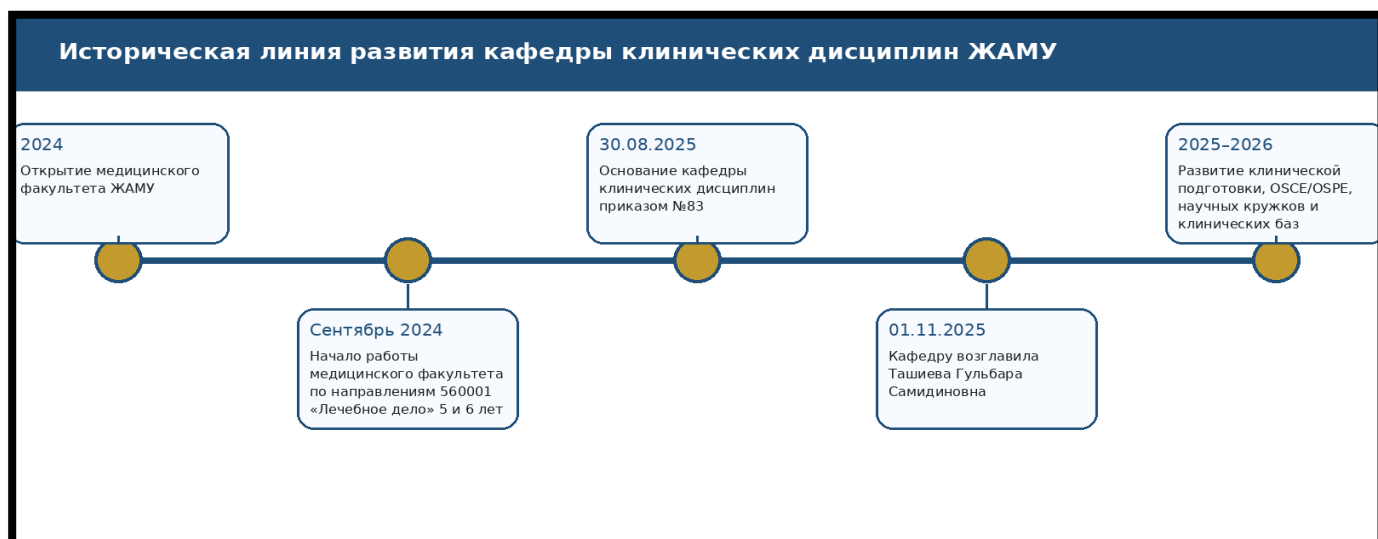 Историческая линия развития кафедры клинических дисциплин ЖАМУ
2024
Открытие медицинского
факультета ЖАМУ
Сентябрь 2024
Начало работы
медицинского факультета
по направлениям 560001
«Лечебное дело» 5 и 6 лет
30.08.2025
Основание кафедры
клинических дисциплин
приказом №83
01.11.2025
Кафедру возглавила
Ташиева Гульбара
Самидиновна
2025–2026
Развитие клинической
подготовки, OSCE/OSPE,
научных кружков и
клинических баз